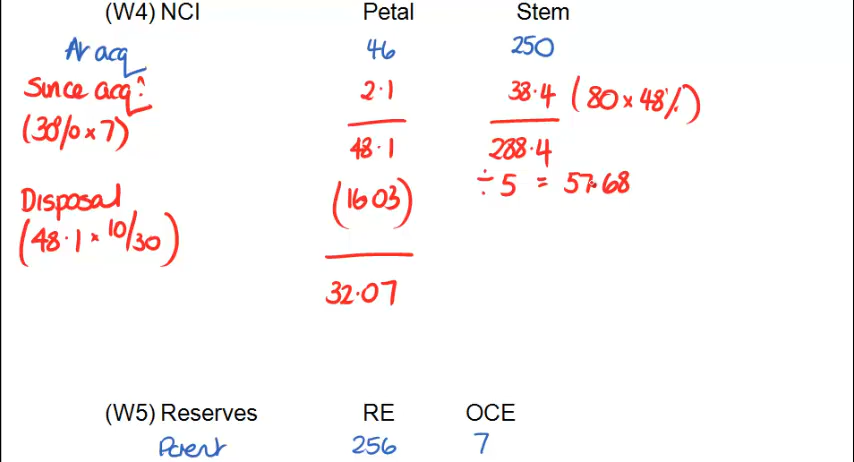 (W4) NCI Petal Stem
At acq 46 250
Since acq^n: 2.1 38.4 (80 x 48%)
(30% x 7) 48.1 288.4
÷ 5 = 57.68
Disposal (16.03)
(48.1 x 10/30)
32.07
(W5) Reserves RE OCE
Parent 256 7